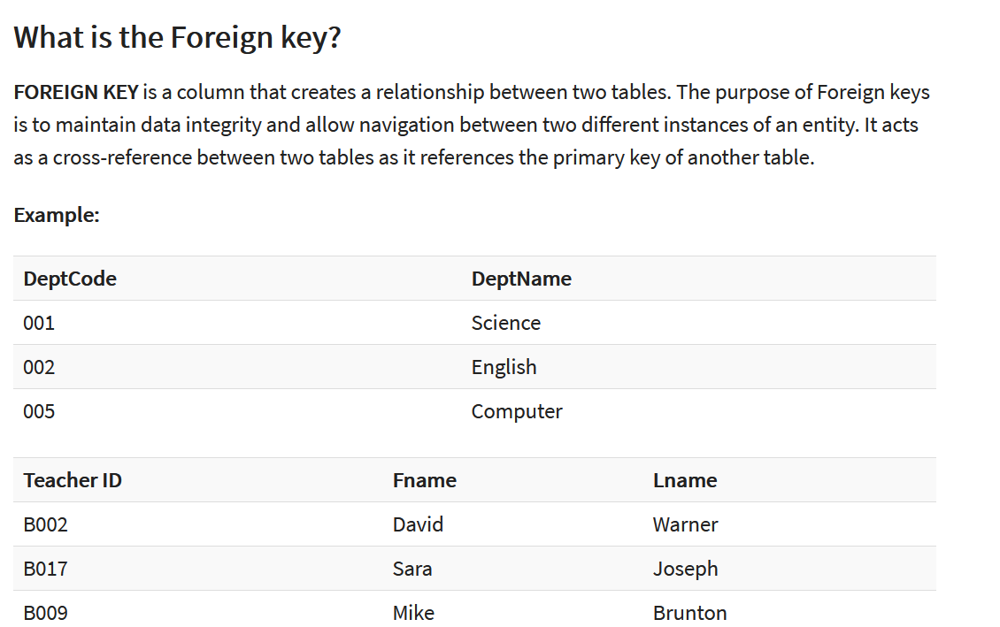 What is the Foreign key?
FOREIGN KEY is a column that creates a relationship between two tables. The purpose of Foreign keys
is to maintain data integrity and allow navigation between two different instances of an entity. It acts
as a cross-reference between two tables as it references the primary key of another table.
Example:
DeptCode DeptName
001 Science
002 English
005 Computer
Teacher ID Fname Lname
B002 David Warner
B017 Sara Joseph
B009 Mike Brunton